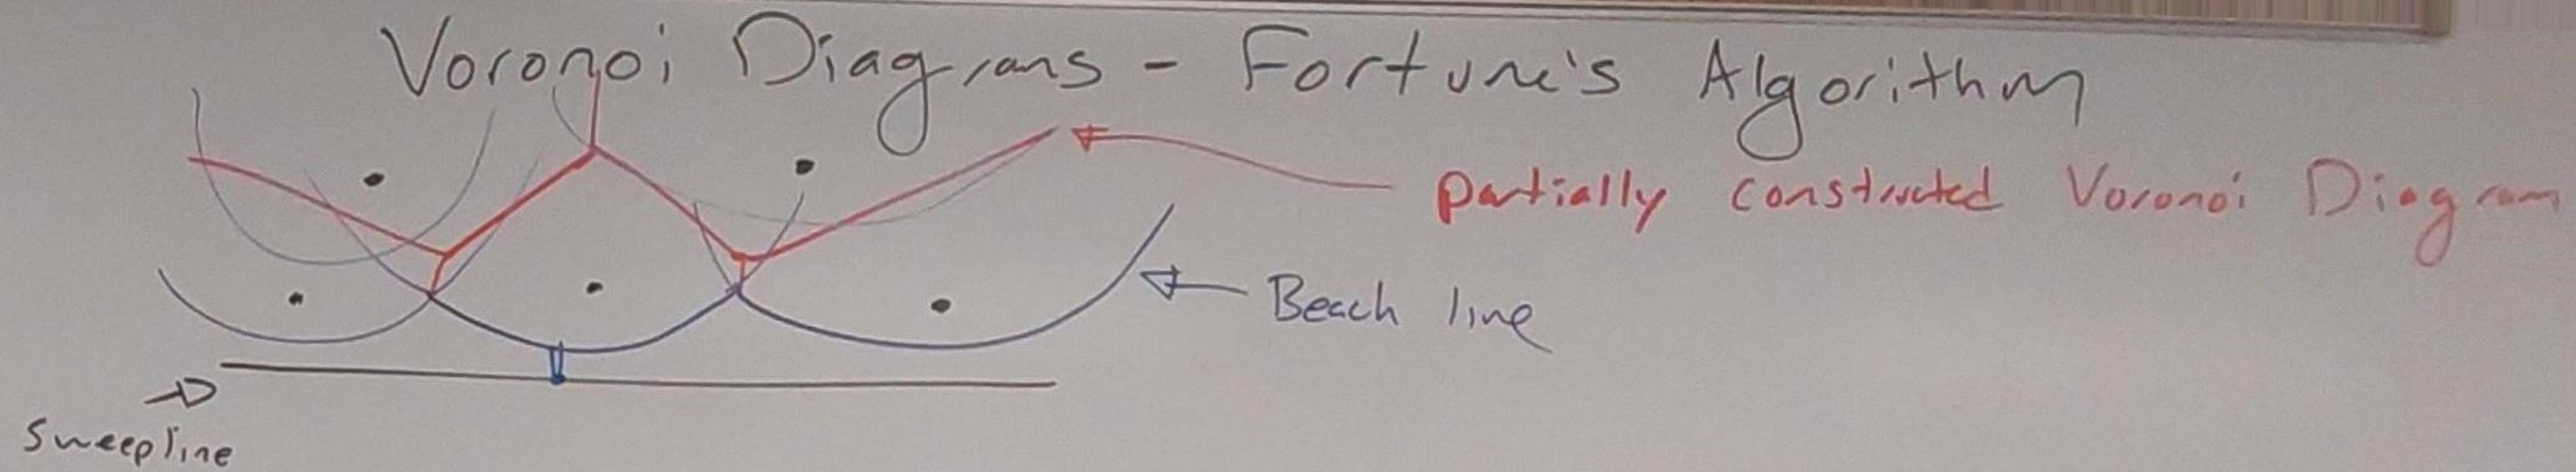 Voronoi Diagrams - Fortune's Algorithm
partially constructed Voronoi Diagram
Beach line
Sweepline